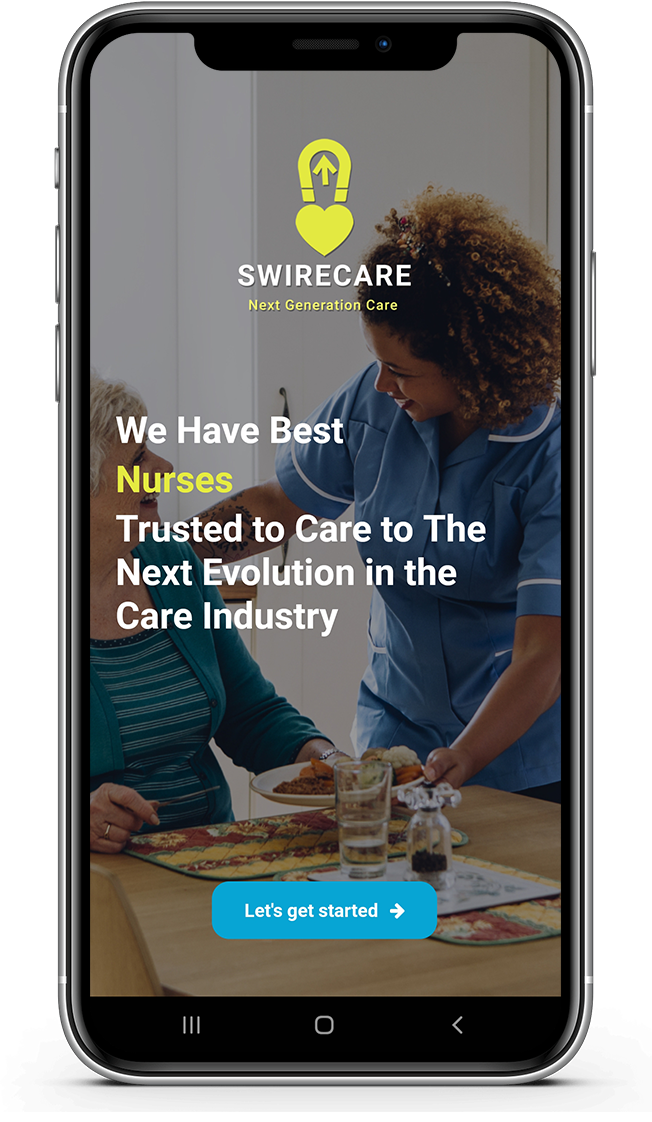 SWIRECARE
Next Generation Care
We Have Best
Nurses
Trusted to Care to The
Next Evolution in the
Care Industry
Let's get started